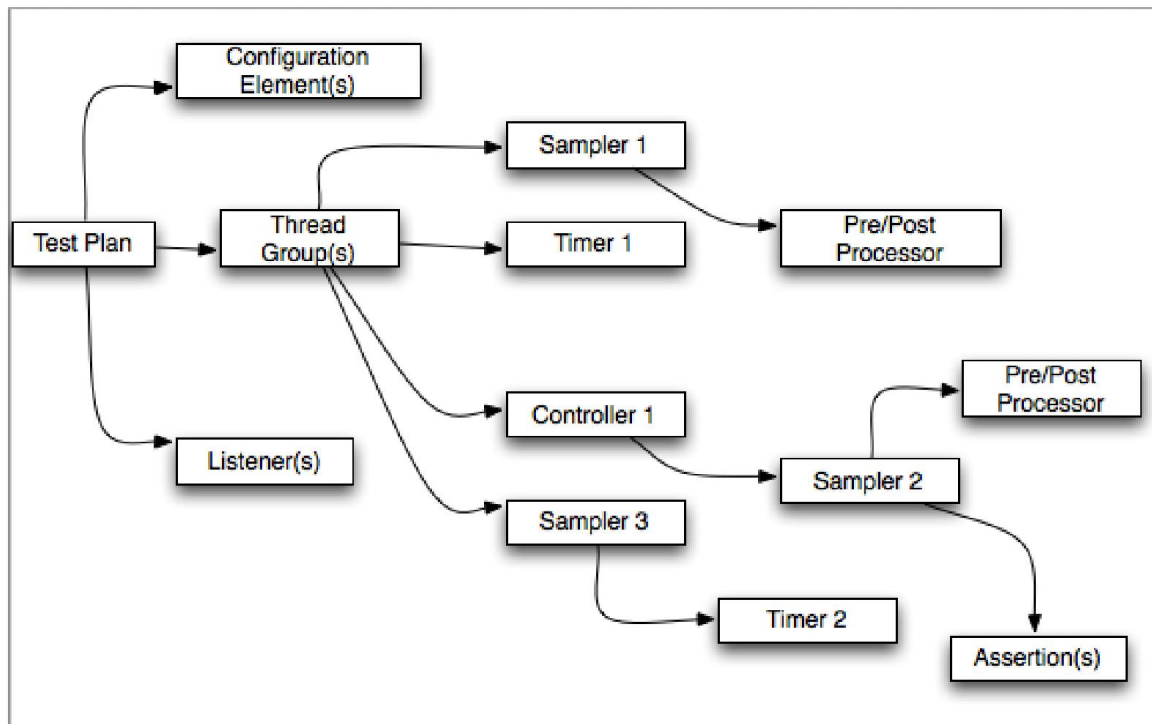 Configuration
Element(s)
Sampler 1
Test Plan
Thread
Group(s)
Timer 1
Pre/Post
Processor
Pre/Post
Processor
Controller 1
Listener(s)
Sampler 2
Sampler 3
Timer 2
Assertion(s)